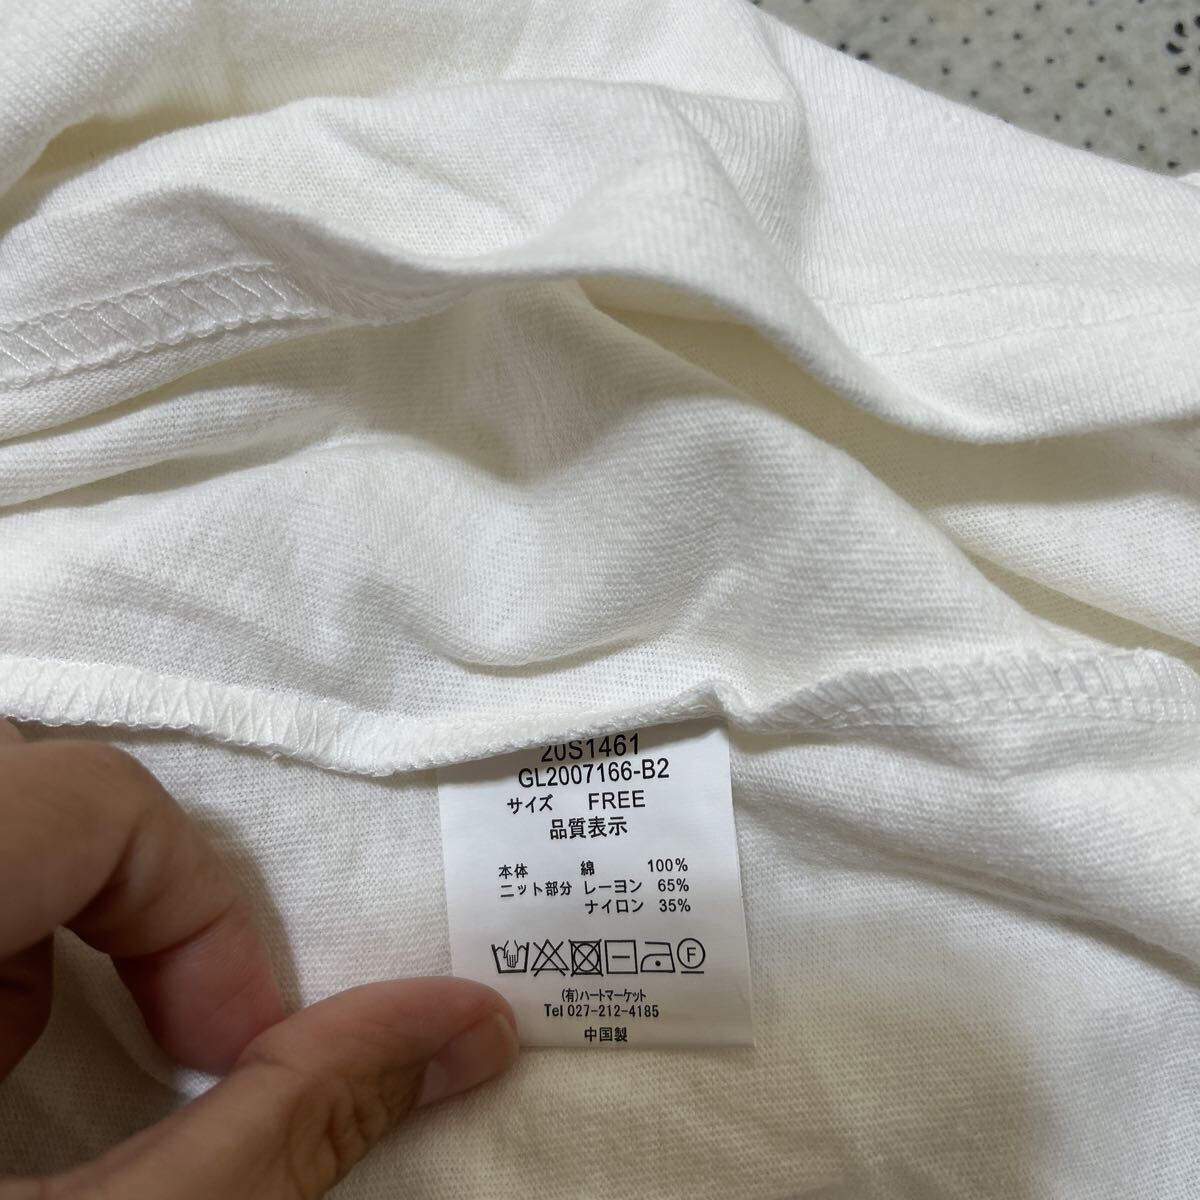 20S1461
GL2007166-B2
サイズ FREE
品質表示
本体 綿 100%
ニット部分 レーヨン 65%
ナイロン 35%
F
(有)ハートマーケット
Tel 027-212-4185
中国製